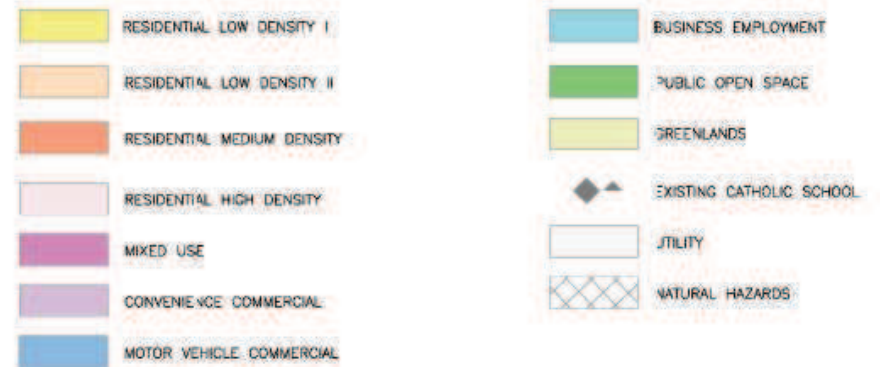 RESIDENTIAL LOW DENSITY I
RESIDENTIAL LOW DENSITY II
RESIDENTIAL MEDIUM DENSITY
RESIDENTIAL HIGH DENSITY
MIXED USE
CONVENIENCE COMMERCIAL
MOTOR VEHICLE COMMERCIAL
BUSINESS EMPLOYMENT
PUBLIC OPEN SPACE
GREENLANDS
EXISTING CATHOLIC SCHOOL
UTILITY
NATURAL HAZARDS